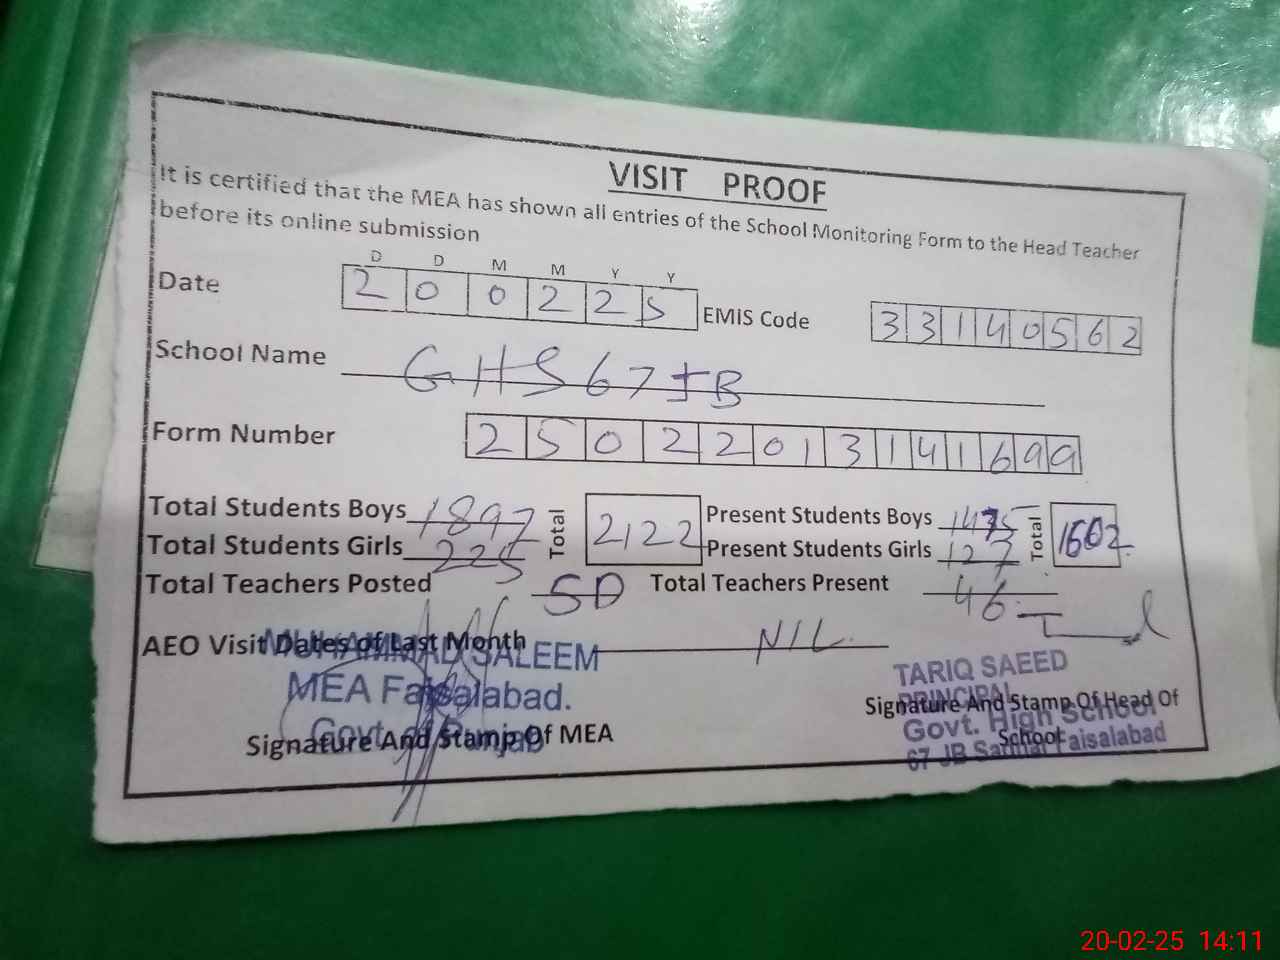 VISIT PROOF
It is certified that the MEA has shown all entries of the School Monitoring Form to the Head Teacher
before its online submission
D D M M Y Y
Date 2 0 0 2 2 5 EMIS Code 3 3 1 4 0 5 6 2
School Name GHS 67 JB
Form Number 2 5 0 2 2 0 1 3 1 4 1 6 9 9
Total Students Boys 1897 Total 2122 Present Students Boys 1475 Total 1602
Total Students Girls 225 Present Students Girls 127
Total Teachers Posted 50 Total Teachers Present 46
AEO Visit Dates of Last Month NIL
MUHAMMAD SALEEM
MEA Faisalabad.
Govt. of Punjab
Signature And Stamp Of MEA
TARIQ SAEED
PRINCIPAL
Signature And Stamp Of Head Of
Govt. High School
School
67 JB Faisalabad
20-02-25 14:11